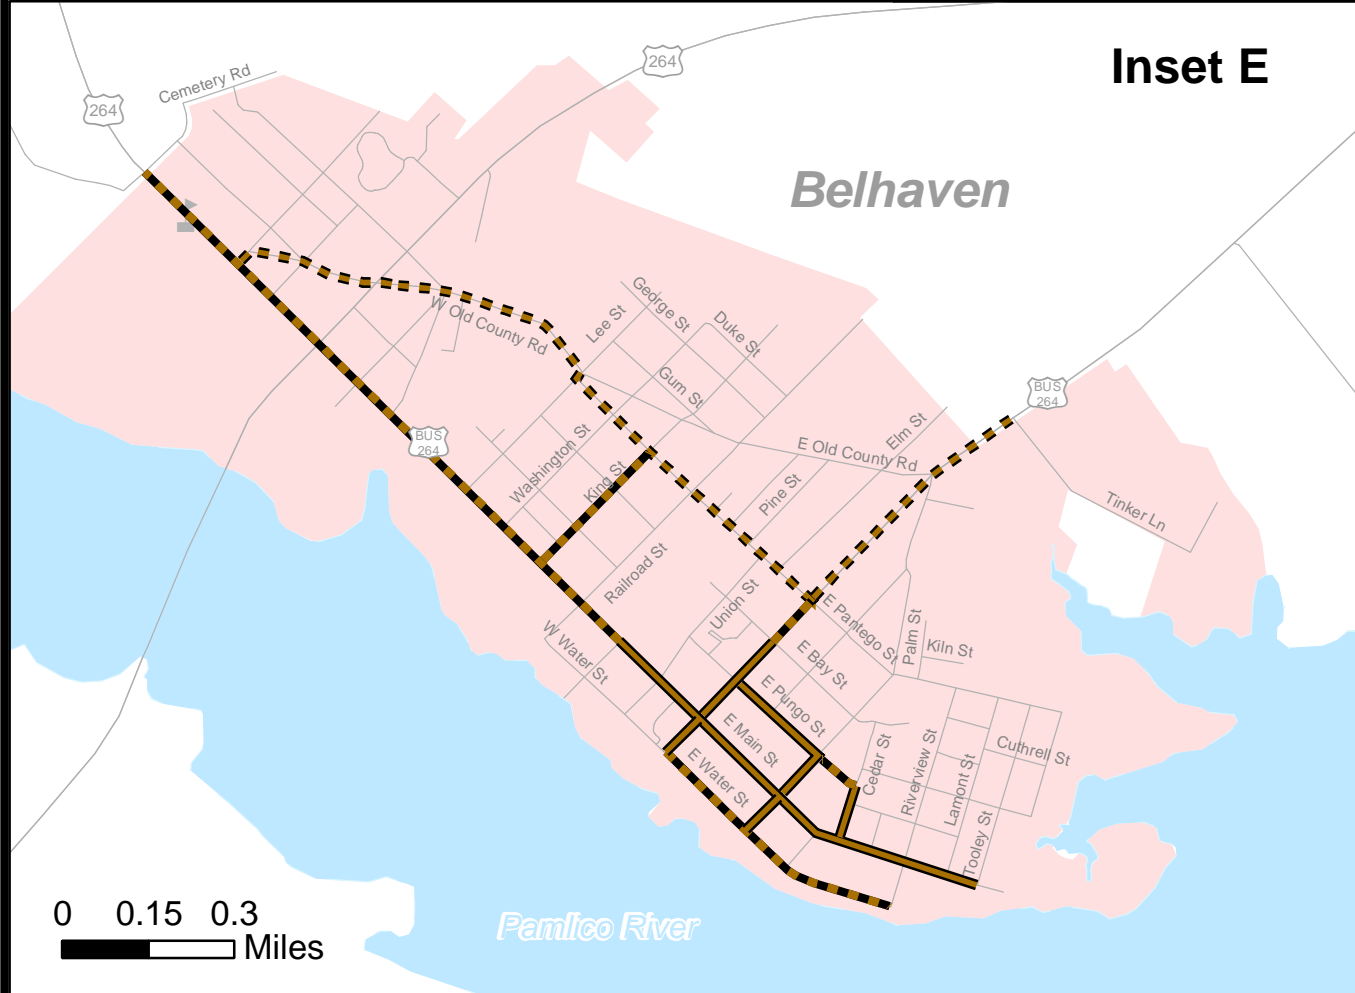 Inset E
264
264
Cemetery Rd
Belhaven
W Old County Rd
Lee St
George St
Duke St
Gum St
BUS
264
BUS
264
Washington St
King St
E Old County Rd
Elm St
Pine St
Tinker Ln
Railroad St
Union St
W Water St
E Pantego St
Palm St
Kiln St
E Bay St
E Pungo St
E Main St
E Water St
Cedar St
Riverview St
Lamont St
Cuthrell St
Tooley St
Pamlico River
0 0.15 0.3
Miles